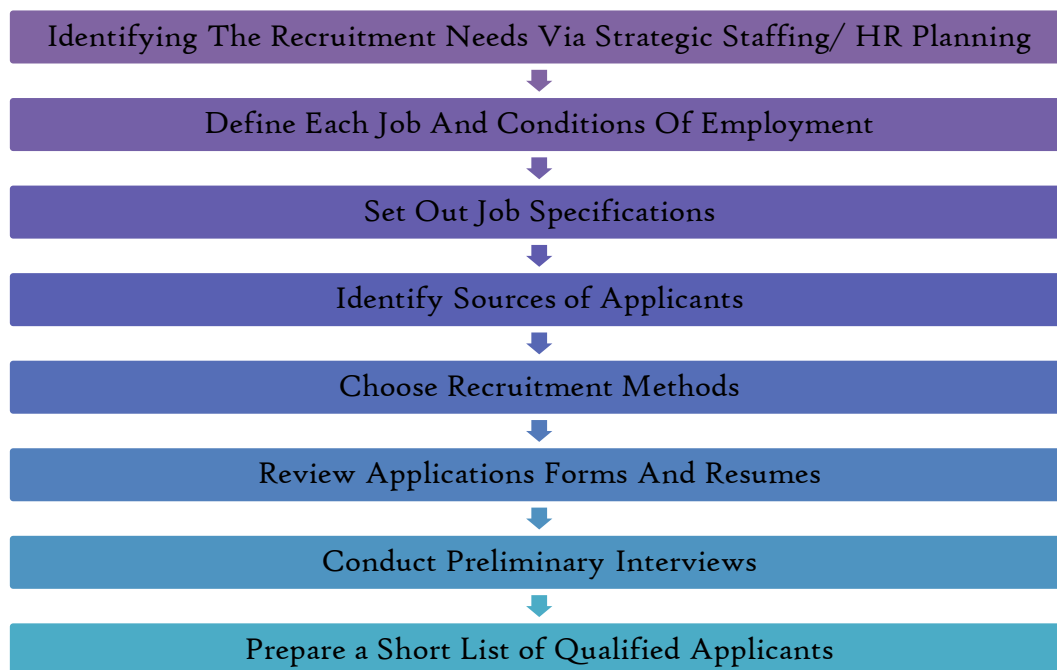 Identifying The Recruitment Needs Via Strategic Staffing/ HR Planning
Define Each Job And Conditions Of Employment
Set Out Job Specifications
Identify Sources of Applicants
Choose Recruitment Methods
Review Applications Forms And Resumes
Conduct Preliminary Interviews
Prepare a Short List of Qualified Applicants